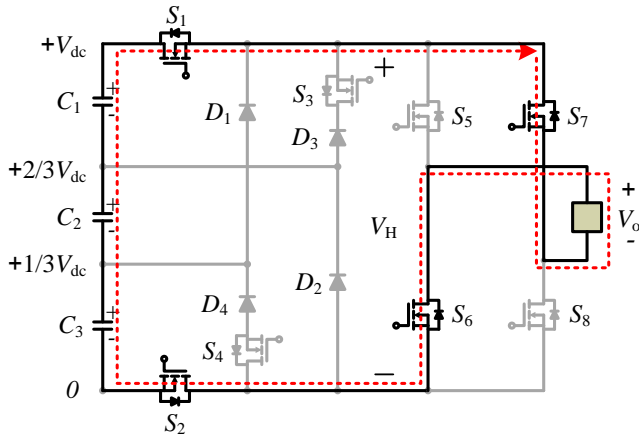 S1
+Vdc
+
S3
C1
+
-
D1
S5
S7
D3
+2/3Vdc
+
C2
+
-
VH
Vo
-
+1/3Vdc
D2
C3
+
-
D4
S6
S8
S4
0
−
S2